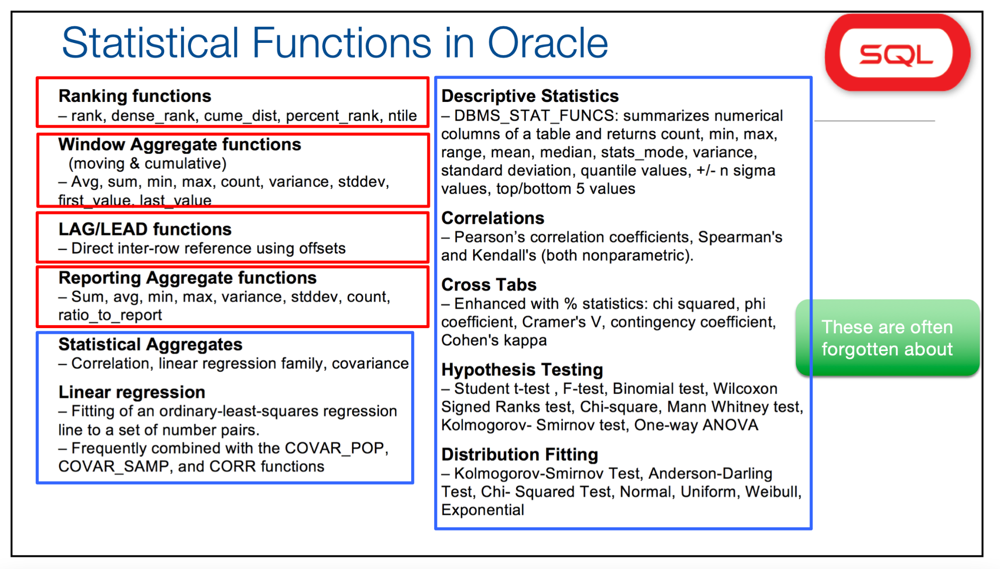 Statistical Functions in Oracle
SQL
Ranking functions
– rank, dense_rank, cume_dist, percent_rank, ntile
Window Aggregate functions
(moving & cumulative)
– Avg, sum, min, max, count, variance, stddev,
first_value, last_value
LAG/LEAD functions
– Direct inter-row reference using offsets
Reporting Aggregate functions
– Sum, avg, min, max, variance, stddev, count,
ratio_to_report
Statistical Aggregates
– Correlation, linear regression family, covariance
Linear regression
– Fitting of an ordinary-least-squares regression
line to a set of number pairs.
– Frequently combined with the COVAR_POP,
COVAR_SAMP, and CORR functions
Descriptive Statistics
– DBMS_STAT_FUNCS: summarizes numerical
columns of a table and returns count, min, max,
range, mean, median, stats_mode, variance,
standard deviation, quantile values, +/- n sigma
values, top/bottom 5 values
Correlations
– Pearson’s correlation coefficients, Spearman's
and Kendall's (both nonparametric).
Cross Tabs
– Enhanced with % statistics: chi squared, phi
coefficient, Cramer's V, contingency coefficient,
Cohen's kappa
Hypothesis Testing
– Student t-test , F-test, Binomial test, Wilcoxon
Signed Ranks test, Chi-square, Mann Whitney test,
Kolmogorov- Smirnov test, One-way ANOVA
Distribution Fitting
– Kolmogorov-Smirnov Test, Anderson-Darling
Test, Chi- Squared Test, Normal, Uniform, Weibull,
Exponential
These are often
forgotten about